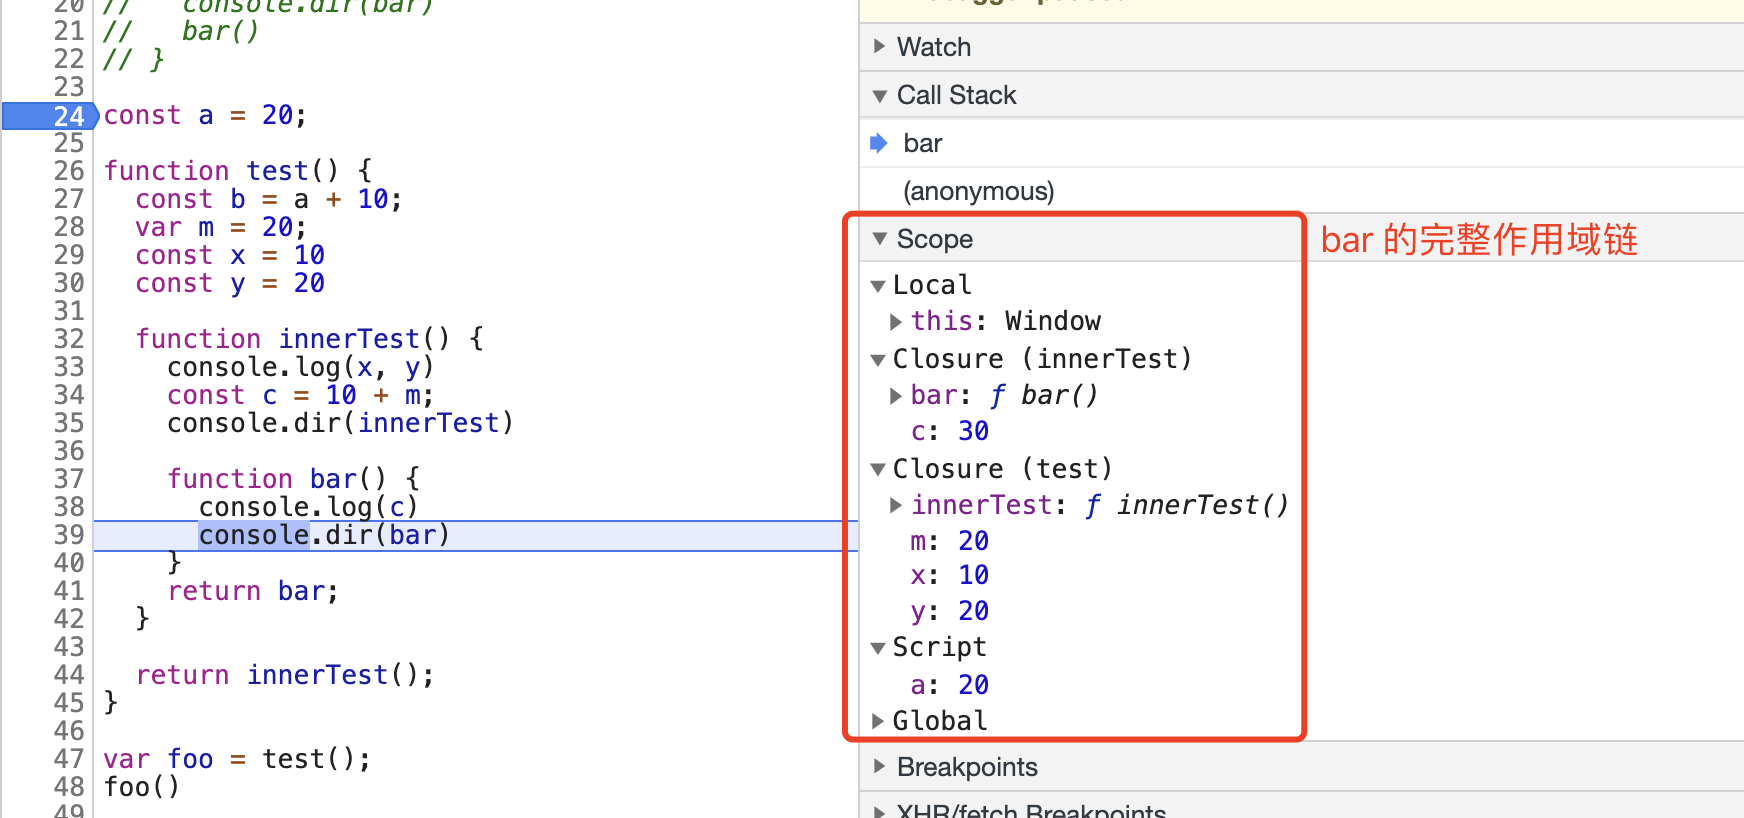 20 //   console.dir(bar)
21 //   bar()
22 // }
23
24 const a = 20;
25
26 function test() {
27   const b = a + 10;
28   var m = 20;
29   const x = 10
30   const y = 20
31
32   function innerTest() {
33     console.log(x, y)
34     const c = 10 + m;
35     console.dir(innerTest)
36
37     function bar() {
38       console.log(c)
39       console.dir(bar)
40     }
41     return bar;
42   }
43
44   return innerTest();
45 }
46
47 var foo = test();
48 foo()
49
Watch
Call Stack
bar
(anonymous)
Scope
bar 的完整作用域链
Local
this: Window
Closure (innerTest)
bar: ƒ bar()
c: 30
Closure (test)
innerTest: ƒ innerTest()
m: 20
x: 10
y: 20
Script
a: 20
Global
Breakpoints
XHR/fetch Breakpoints